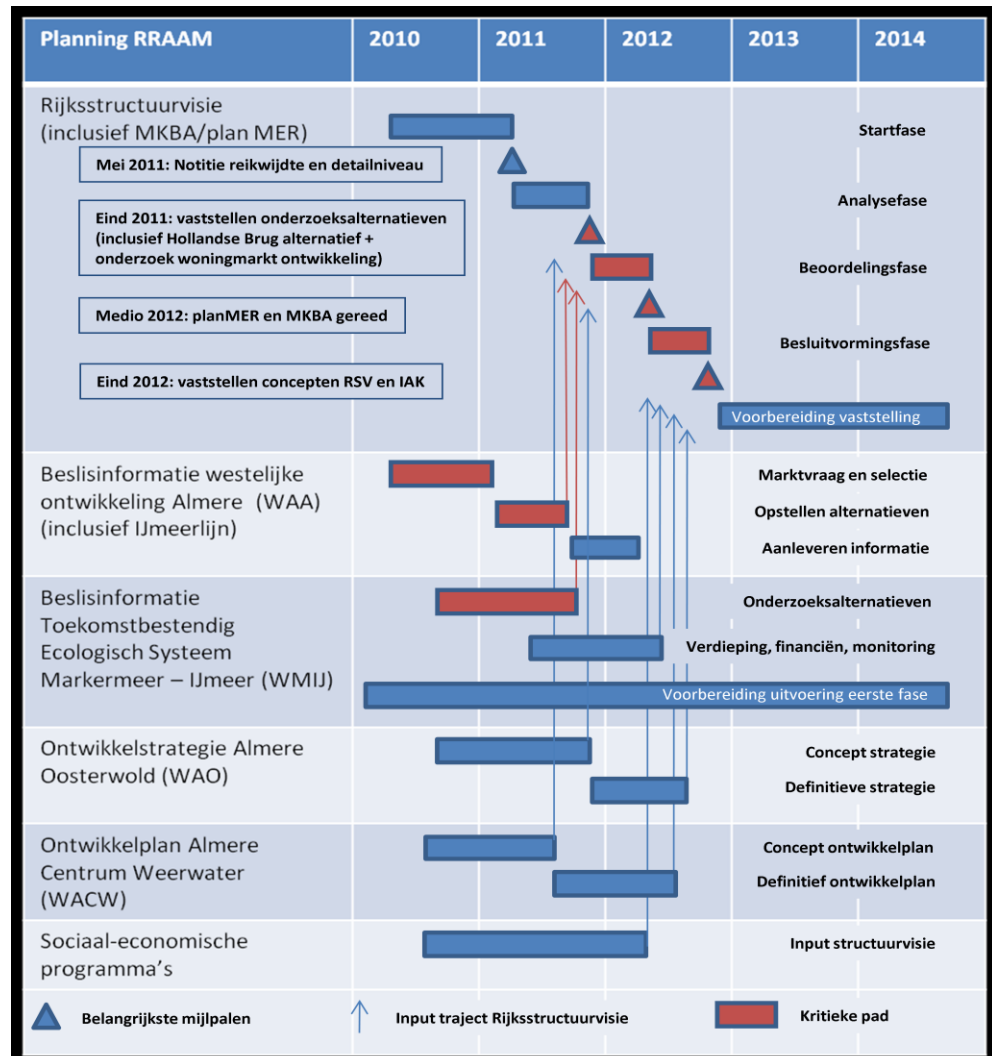 Planning RRAAM 2010 2011 2012 2013 2014
Rijksstructuurvisie
(inclusief MKBA/plan MER)
Startfase
Mei 2011: Notitie reikwijdte en detailniveau
Analysefase
Eind 2011: vaststellen onderzoeksalternatieven
(inclusief Hollandse Brug alternatief +
onderzoek woningmarkt ontwikkeling)
Beoordelingsfase
Medio 2012: planMER en MKBA gereed
Besluitvormingsfase
Eind 2012: vaststellen concepten RSV en IAK
Voorbereiding vaststelling
Beslisinformatie westelijke
ontwikkeling Almere (WAA)
(inclusief IJmeerlijn)
Marktvraag en selectie
Opstellen alternatieven
Aanleveren informatie
Beslisinformatie
Toekomstbestendig
Ecologisch Systeem
Markermeer – IJmeer (WMIJ)
Onderzoeksalternatieven
Verdieping, financiën, monitoring
Voorbereiding uitvoering eerste fase
Ontwikkelstrategie Almere
Oosterwold (WAO)
Concept strategie
Definitieve strategie
Ontwikkelplan Almere
Centrum Weerwater
(WACW)
Concept ontwikkelplan
Definitief ontwikkelplan
Sociaal-economische
programma's
Input structuurvisie
Belangrijkste mijlpalen
Input traject Rijksstructuurvisie
Kritieke pad